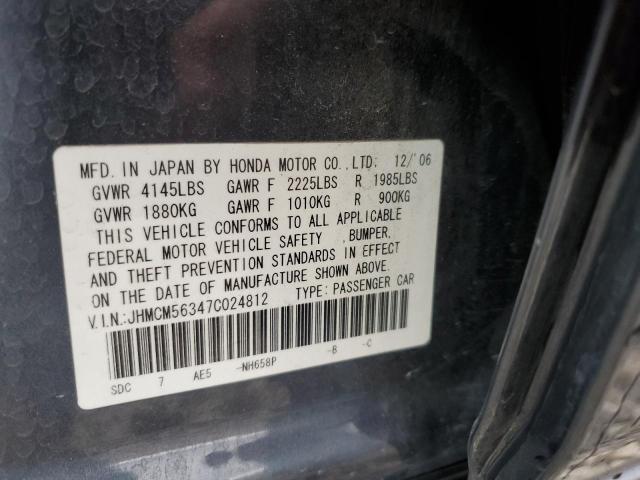 MFD. IN JAPAN BY HONDA MOTOR CO.,LTD. 12/'06
GVWR 4145LBS GAWR F 2225LBS R 1985LBS
GVWR 1880KG GAWR F 1010KG R 900KG
THIS VEHICLE CONFORMS TO ALL APPLICABLE
FEDERAL MOTOR VEHICLE SAFETY ,BUMPER,
AND THEFT PREVENTION STANDARDS IN EFFECT
ON THE DATE OF MANUFACTURE SHOWN ABOVE.
V.I.N.:JHMCM56347C024812 TYPE: PASSENGER CAR
SDC 7 AE5 -NH658P -B -C